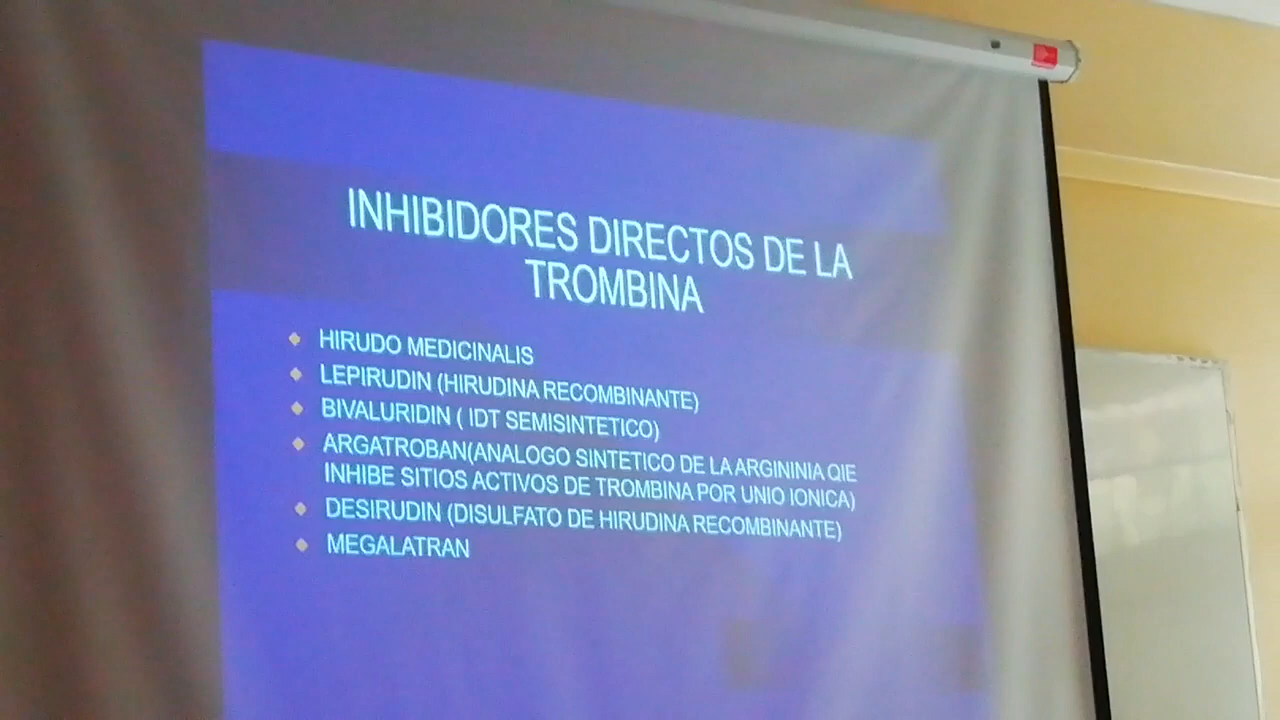 INHIBIDORES DIRECTOS DE LA
TROMBINA
HIRUDO MEDICINALIS
LEPIRUDIN (HIRUDINA RECOMBINANTE)
BIVALURIDIN ( IDT SEMISINTETICO)
ARGATROBAN(ANALOGO SINTETICO DE LA ARGININIA QIE
INHIBE SITIOS ACTIVOS DE TROMBINA POR UNIO IONICA)
DESIRUDIN (DISULFATO DE HIRUDINA RECOMBINANTE)
MEGALATRAN